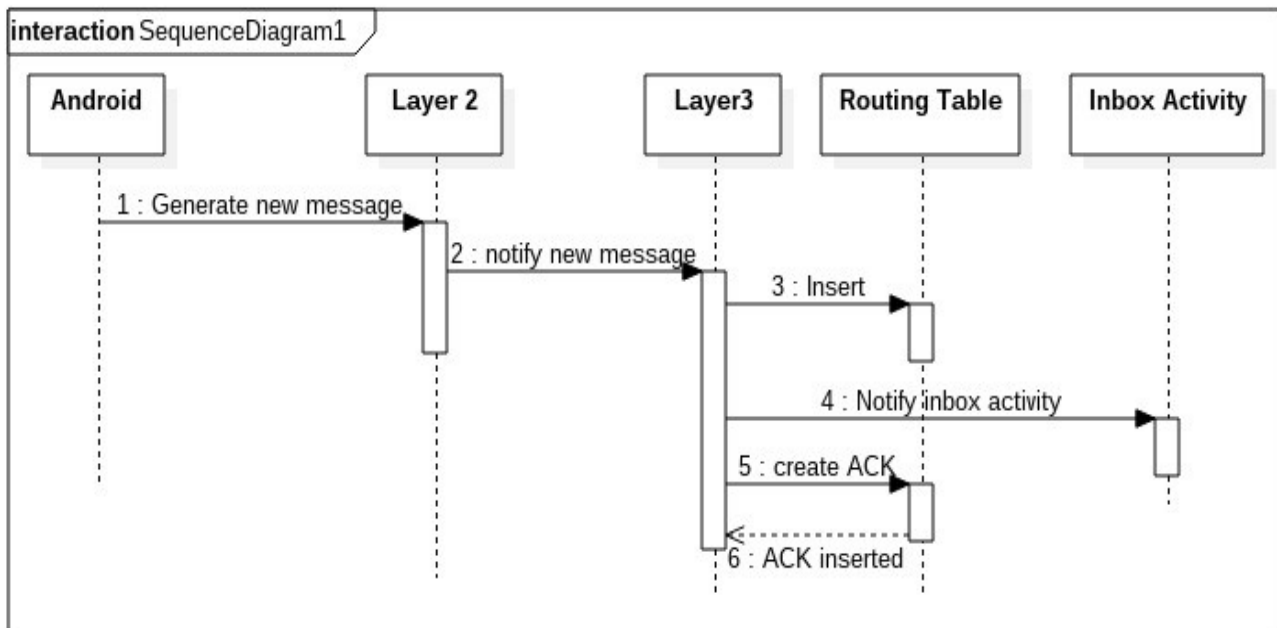 interaction SequenceDiagram1
Android
Layer 2
Layer3
Routing Table
Inbox Activity
1 : Generate new message
2 : notify new message
3 : Insert
4 : Notify inbox activity
5 : create ACK
6 : ACK inserted